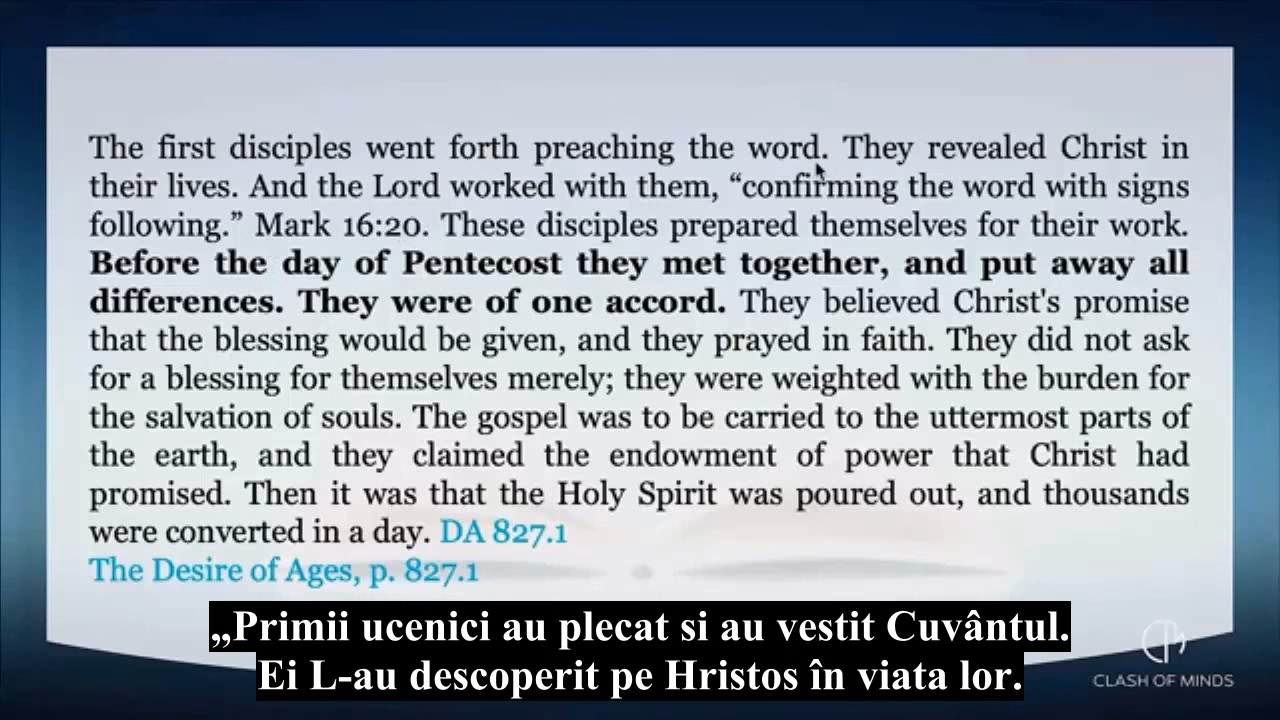 The first disciples went forth preaching the word. They revealed Christ in
their lives. And the Lord worked with them, “confirming the word with signs
following.” Mark 16:20. These disciples prepared themselves for their work.
Before the day of Pentecost they met together, and put away all
differences. They were of one accord. They believed Christ's promise
that the blessing would be given, and they prayed in faith. They did not ask
for a blessing for themselves merely; they were weighted with the burden for
the salvation of souls. The gospel was to be carried to the uttermost parts of
the earth, and they claimed the endowment of power that Christ had
promised. Then it was that the Holy Spirit was poured out, and thousands
were converted in a day. DA 827.1
The Desire of Ages, p. 827.1
„Primii ucenici au plecat si au vestit Cuvântul.
Ei L-au descoperit pe Hristos în viata lor.
CLASH OF MINDS